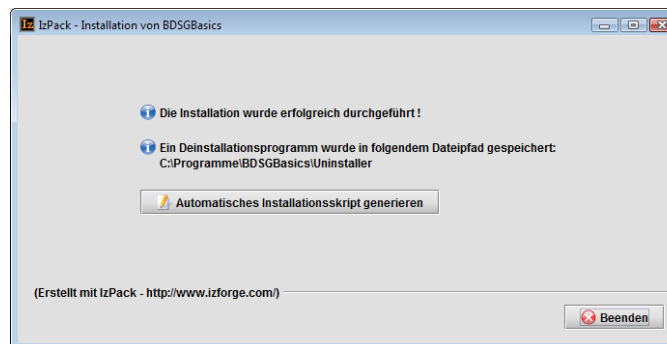 IzPack - Installation von BDSGBasics
Die Installation wurde erfolgreich durchgeführt !
Ein Deinstallationsprogramm wurde in folgendem Dateipfad gespeichert:
C:\Programme\BDSGBasics\Uninstaller
Automatisches Installationsskript generieren
(Erstellt mit IzPack - http://www.izforge.com/)
Beenden